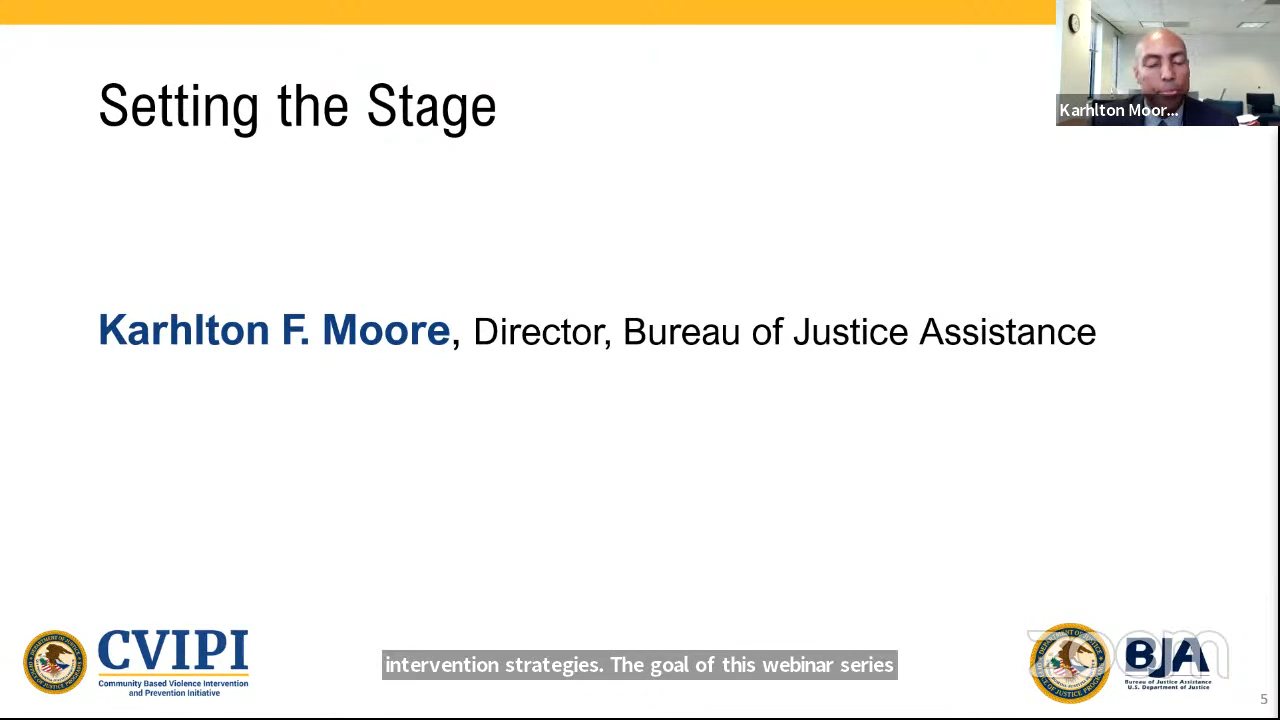 Setting the Stage
Karhlton Moor...
Karhlton F. Moore, Director, Bureau of Justice Assistance
CVIPI
Community Based Violence Intervention
and Prevention Initiative
intervention strategies. The goal of this webinar series
zoom
BJA
Bureau of Justice Assistance
U.S. Department of Justice
5